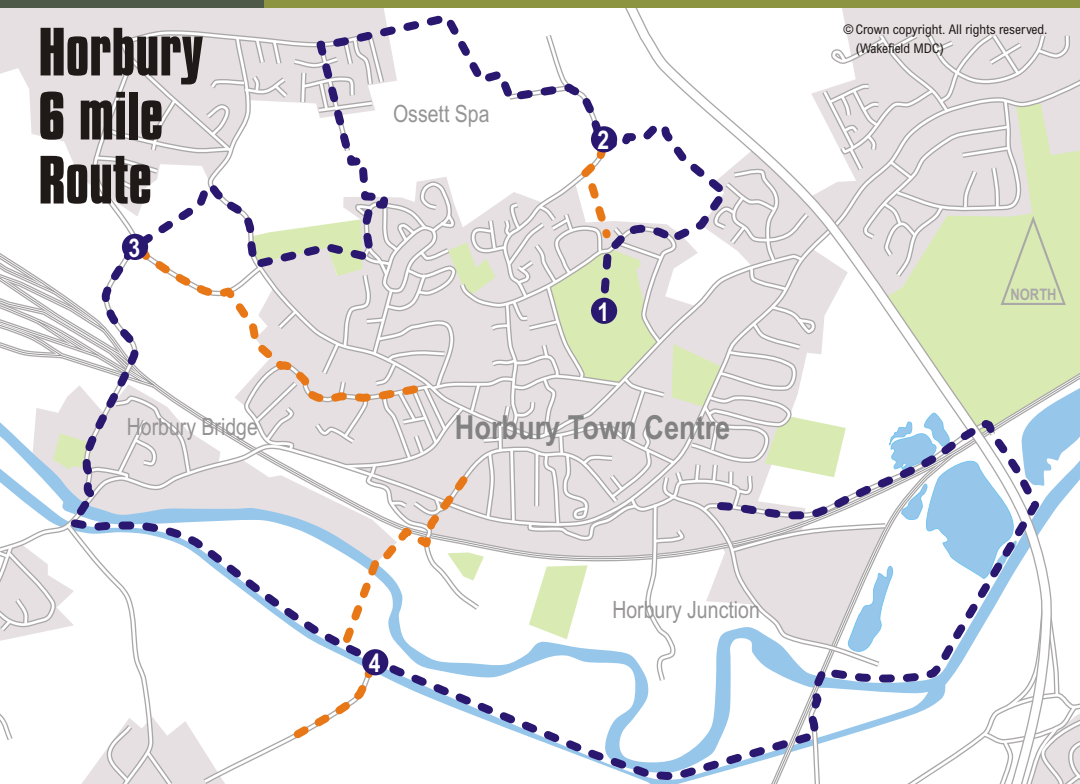 Horbury
6 mile
Route
© Crown copyright. All rights reserved.
(Wakefield MDC)
Ossett Spa
2
3
NORTH
1
Horbury Bridge
Horbury Town Centre
Horbury Junction
4